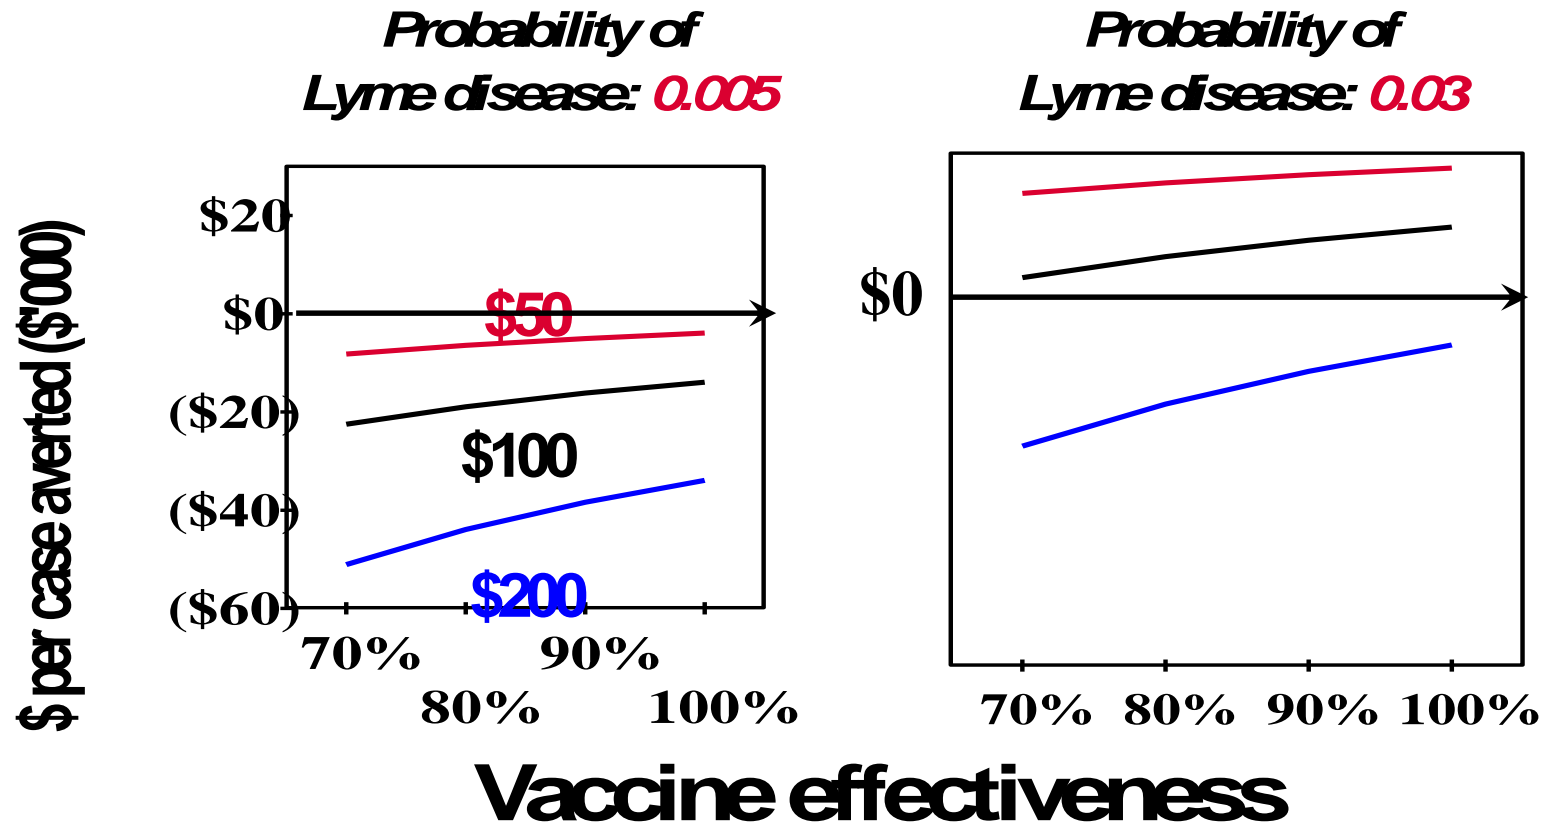 Probability of
Lyme disease: 0.005
Probability of
Lyme disease: 0.03
$ per case averted ($'000)
$20
$0
($20)
($40)
($60)
$50
$100
$200
70%
80%
90%
100%
$0
70% 80% 90% 100%
Vaccine effectiveness